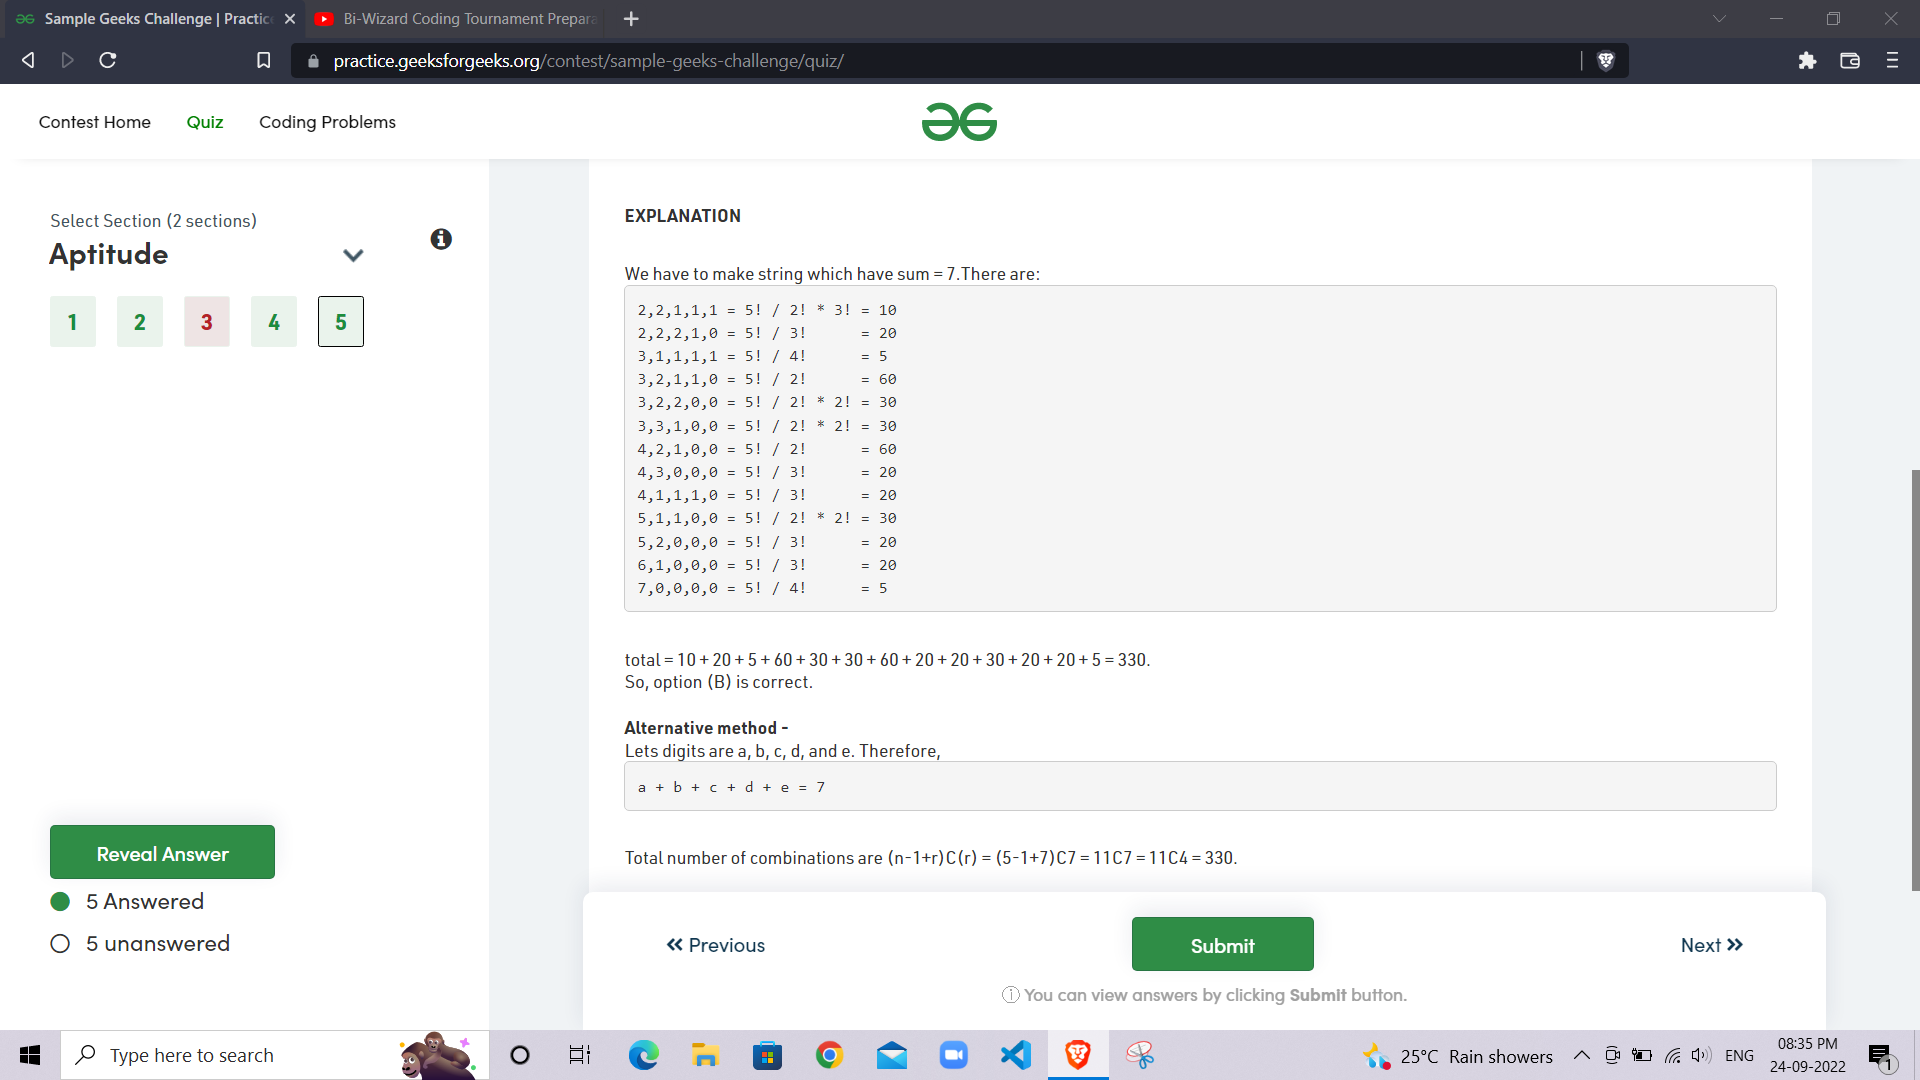 Sample Geeks Challenge | Practic
Bi-Wizard Coding Tournament Prepara
practice.geeksforgeeks.org/contest/sample-geeks-challenge/quiz/
Contest Home
Quiz
Coding Problems
Select Section (2 sections)
Aptitude
1
2
3
4
5
Reveal Answer
5 Answered
5 unanswered
EXPLANATION
We have to make string which have sum = 7.There are:
2,2,1,1,1 = 5! / 2! * 3! = 10
2,2,2,1,0 = 5! / 3! = 20
3,1,1,1,1 = 5! / 4! = 5
3,2,1,1,0 = 5! / 2! = 60
3,2,2,0,0 = 5! / 2! * 2! = 30
3,3,1,0,0 = 5! / 2! * 2! = 30
4,2,1,0,0 = 5! / 2! = 60
4,3,0,0,0 = 5! / 3! = 20
4,1,1,1,0 = 5! / 3! = 20
5,1,1,0,0 = 5! / 2! * 2! = 30
5,2,0,0,0 = 5! / 3! = 20
6,1,0,0,0 = 5! / 3! = 20
7,0,0,0,0 = 5! / 4! = 5
total = 10 + 20 + 5 + 60 + 30 + 30 + 60 + 20 + 20 + 30 + 20 + 20 + 5 = 330.
So, option (B) is correct.
Alternative method -
Lets digits are a, b, c, d, and e. Therefore,
a + b + c + d + e = 7
Total number of combinations are (n-1+r)C(r) = (5-1+7)C7 = 11C7 = 11C4 = 330.
Previous
Submit
Next
You can view answers by clicking Submit button.
Type here to search
25°C Rain showers
ENG
08:35 PM
24-09-2022
1